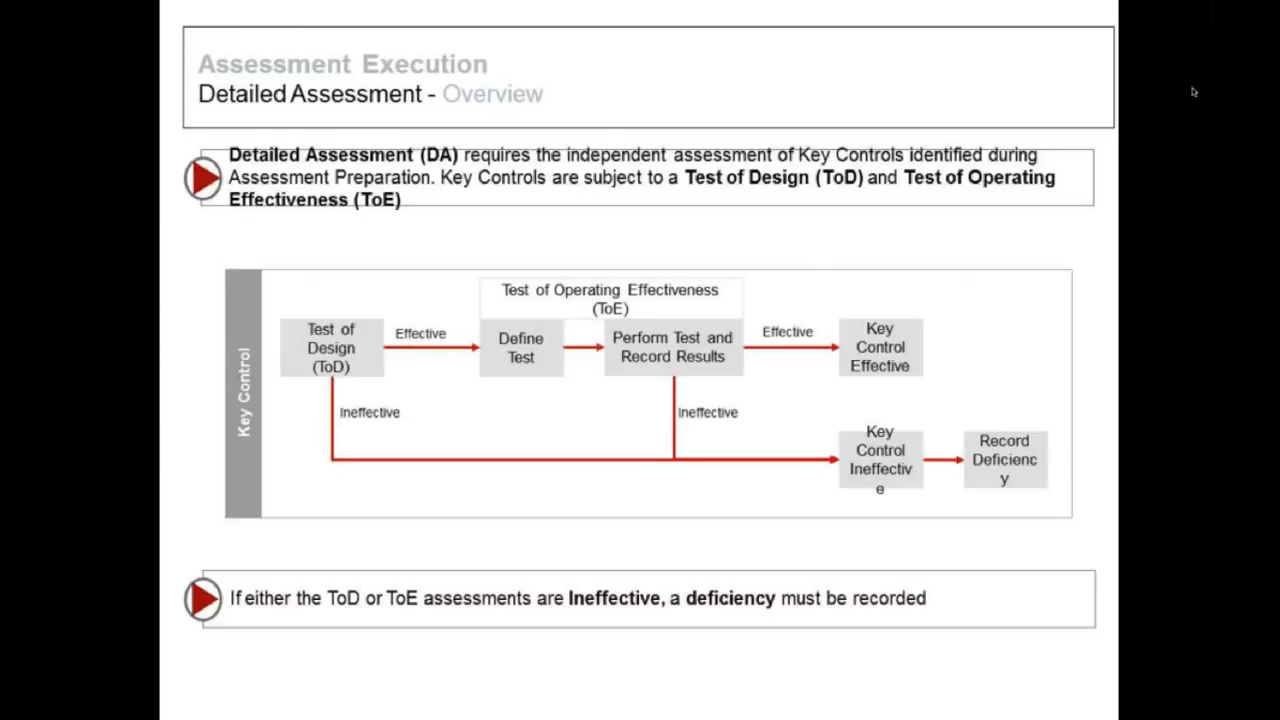 Assessment Execution
Detailed Assessment - Overview
Detailed Assessment (DA) requires the independent assessment of Key Controls identified during
Assessment Preparation. Key Controls are subject to a Test of Design (ToD) and Test of Operating
Effectiveness (ToE)
Key Control
Test of Operating Effectiveness
(ToE)
Test of
Design
(ToD)
Effective
Define
Test
Perform Test and
Record Results
Effective
Key
Control
Effective
Ineffective
Ineffective
Key
Control
Ineffectiv
e
Record
Deficienc
y
If either the ToD or ToE assessments are Ineffective, a deficiency must be recorded